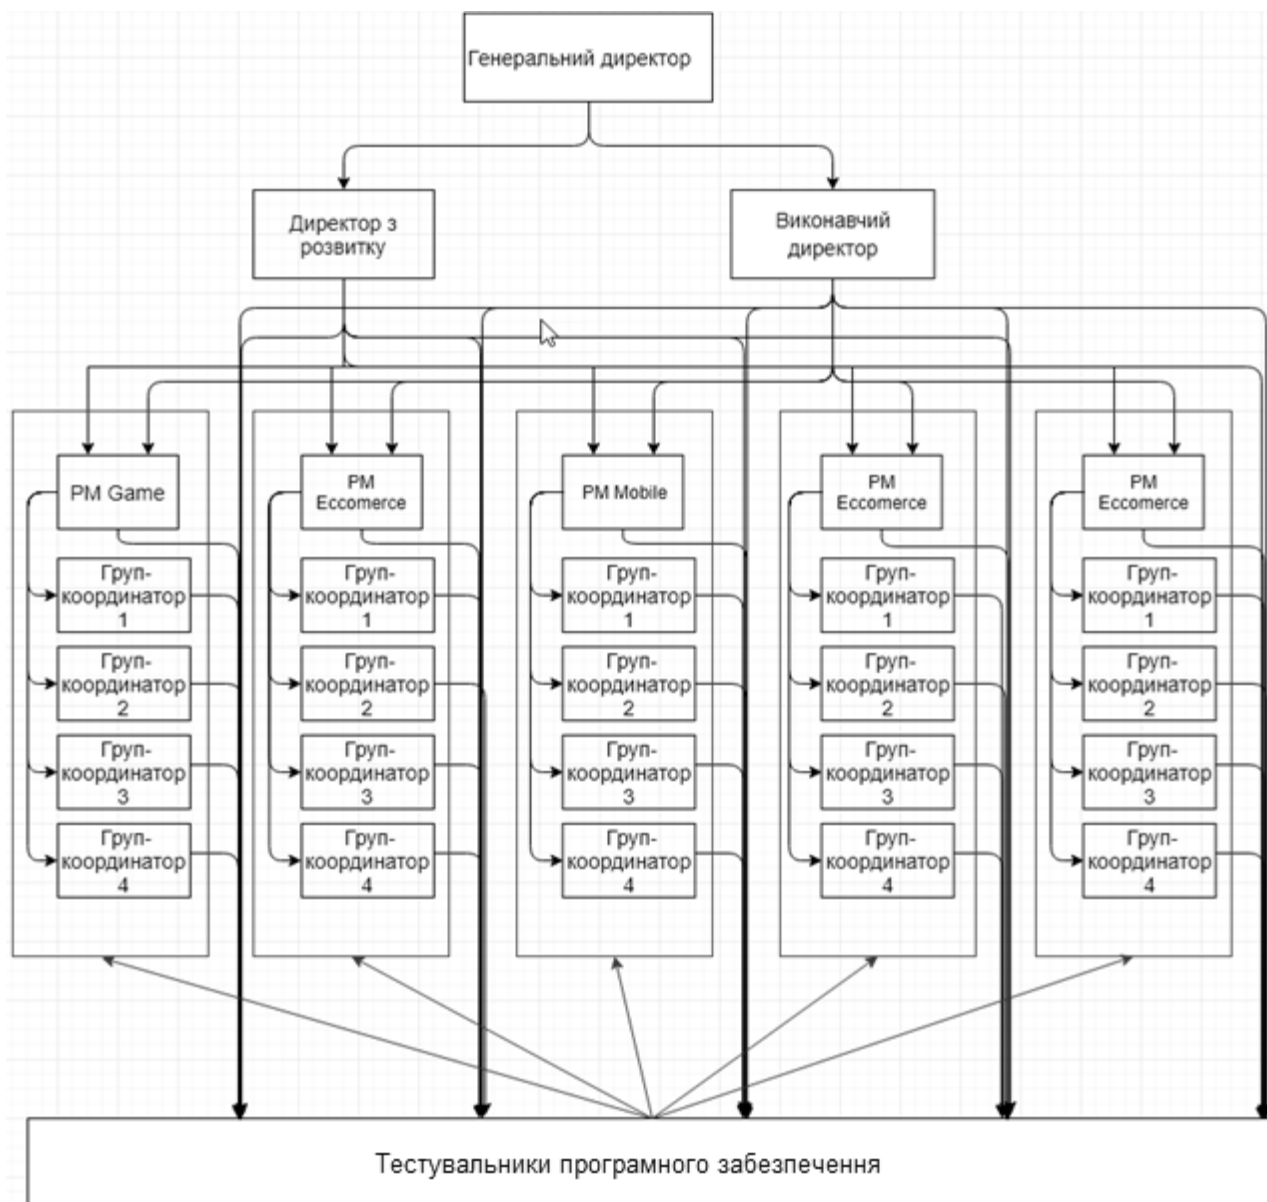 Генеральний директор
Директор з
розвитку
Виконавчий
директор
PM Game
PM
Eccomerce
PM Mobile
PM
Eccomerce
PM
Eccomerce
Груп-
координатор
1
Груп-
координатор
1
Груп-
координатор
1
Груп-
координатор
1
Груп-
координатор
1
Груп-
координатор
2
Груп-
координатор
2
Груп-
координатор
2
Груп-
координатор
2
Груп-
координатор
2
Груп-
координатор
3
Груп-
координатор
3
Груп-
координатор
3
Груп-
координатор
3
Груп-
координатор
3
Груп-
координатор
4
Груп-
координатор
4
Груп-
координатор
4
Груп-
координатор
4
Груп-
координатор
4
Тестувальники програмного забезпечення